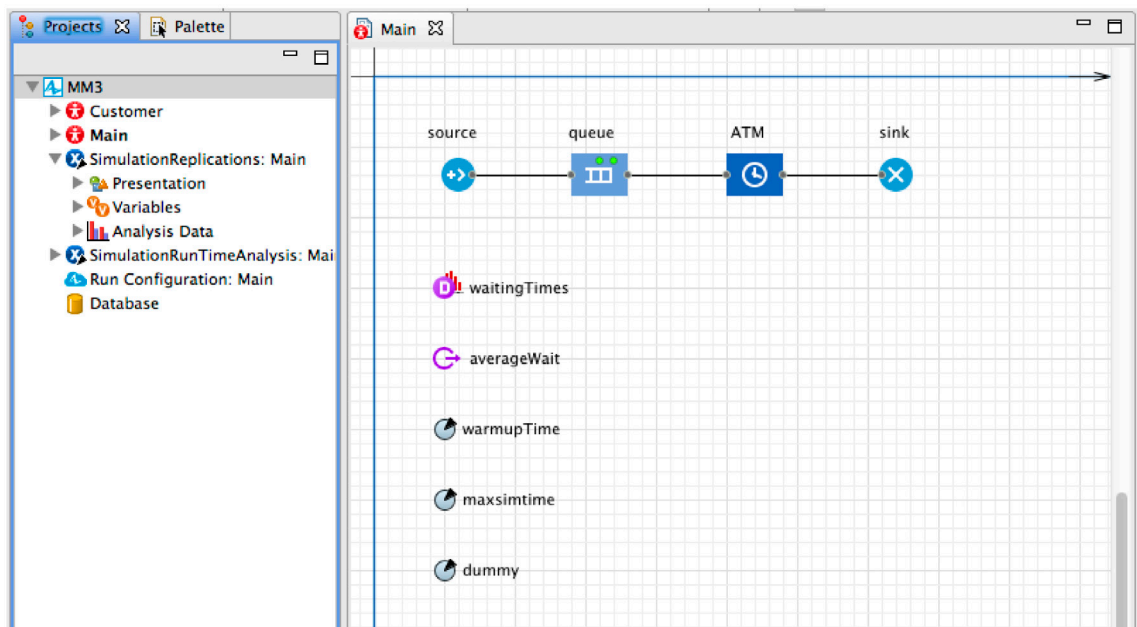 Projects
Palette
MM3
Customer
Main
SimulationReplications: Main
Presentation
Variables
Analysis Data
SimulationRunTimeAnalysis: Mai
Run Configuration: Main
Database
Main
source queue ATM sink
D waitingTimes
averageWait
warmupTime
maxsimtime
dummy